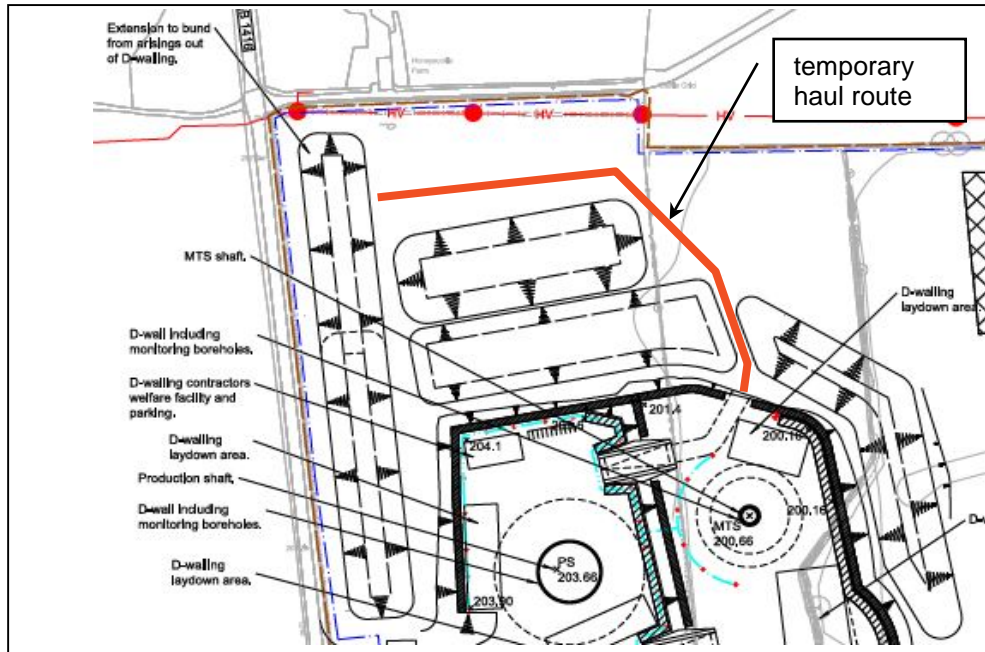 Extension to bund
from arisings out
of D-walling.
B 1416
temporary
haul route
HV
HV
HV
MTS shaft.
D-walling
laydown area.
D-wall including
monitoring boreholes.
D-walling contractors
welfare facility and
parking.
D-walling
laydown area.
Production shaft.
D-wall including
monitoring boreholes.
D-walling
laydown area.
204.1
201.4
200.16
200.16
MTS
200.66
PS
203.66
203.90